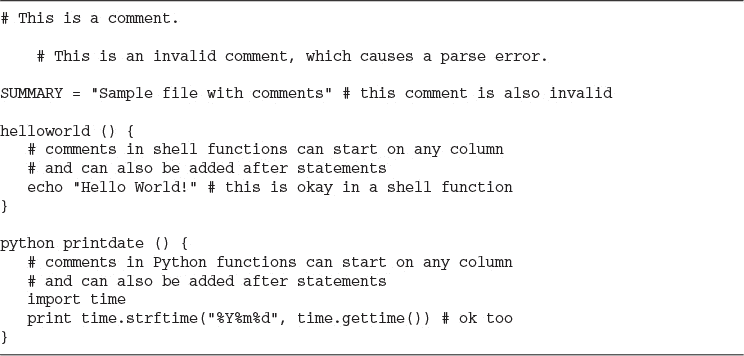 # This is a comment.
    # This is an invalid comment, which causes a parse error.
SUMMARY = "Sample file with comments" # this comment is also invalid
helloworld () {
   # comments in shell functions can start on any column
   # and can also be added after statements
   echo "Hello World!" # this is okay in a shell function
}
python printdate () {
   # comments in Python functions can start on any column
   # and can also be added after statements
   import time
   print time.strftime("%Y%m%d", time.gettime()) # ok too
}